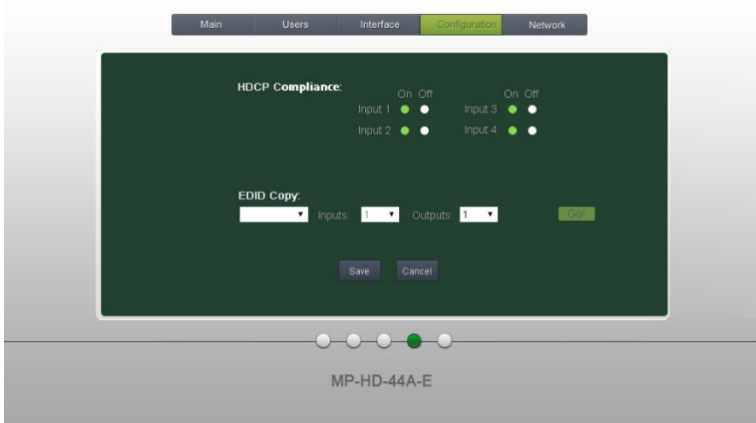 Main Users Interface Configuration Network
HDCP Compliance:
On Off On Off
Input 1 Input 3
Input 2 Input 4
EDID Copy:
Inputs: 1 Outputs: 1 Go!
Save Cancel
MP-HD-44A-E